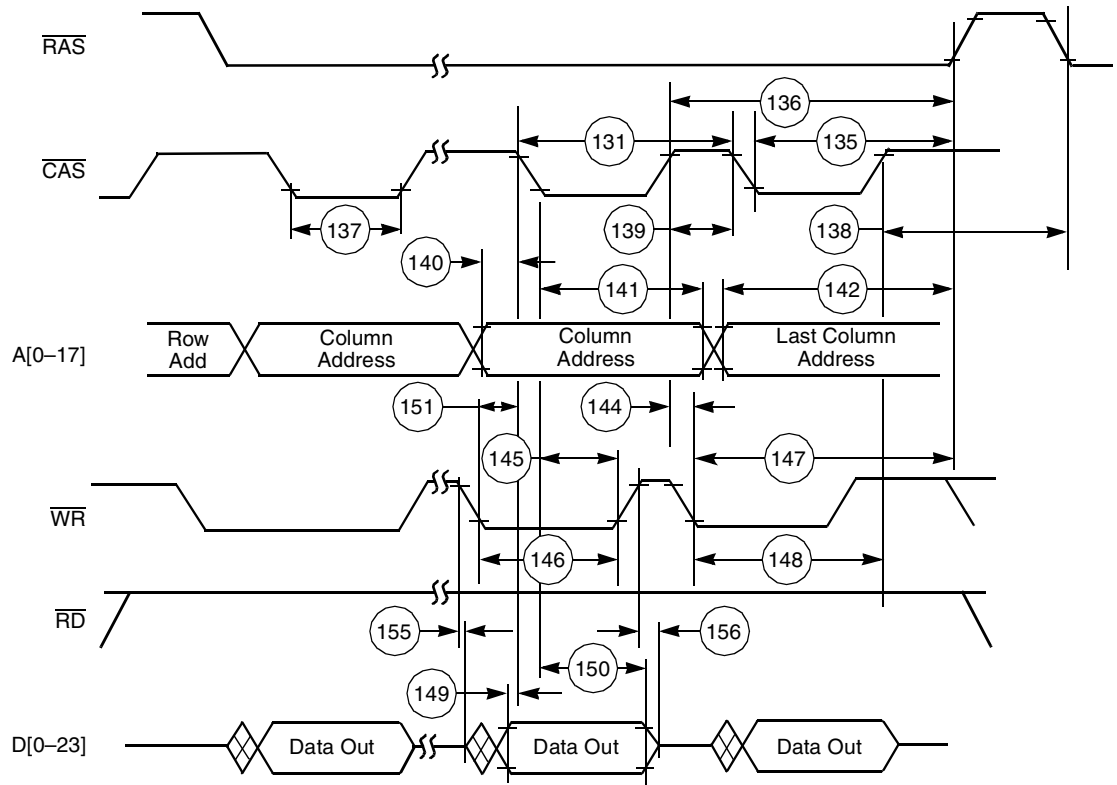 RAS
136
131
135
CAS
137
139
138
140
141
142
A[0–17]
Row
Add
Column
Address
Column
Address
Last Column
Address
151
144
145
147
WR
146
148
RD
155
156
150
149
D[0–23]
Data Out
Data Out
Data Out